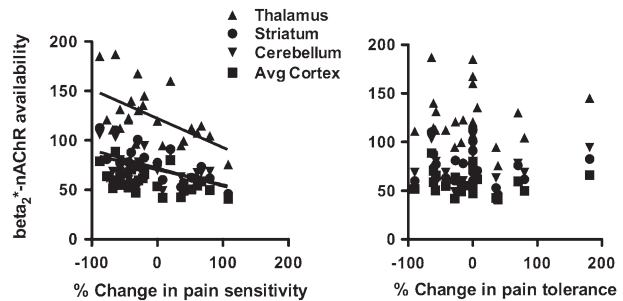 ▲ Thalamus
● Striatum
▼ Cerebellum
■ Avg Cortex
beta2*-nAChR availability
200
150
100
50
0
-100 0 100 200
% Change in pain sensitivity
200
150
100
50
0
-100 0 100 200
% Change in pain tolerance